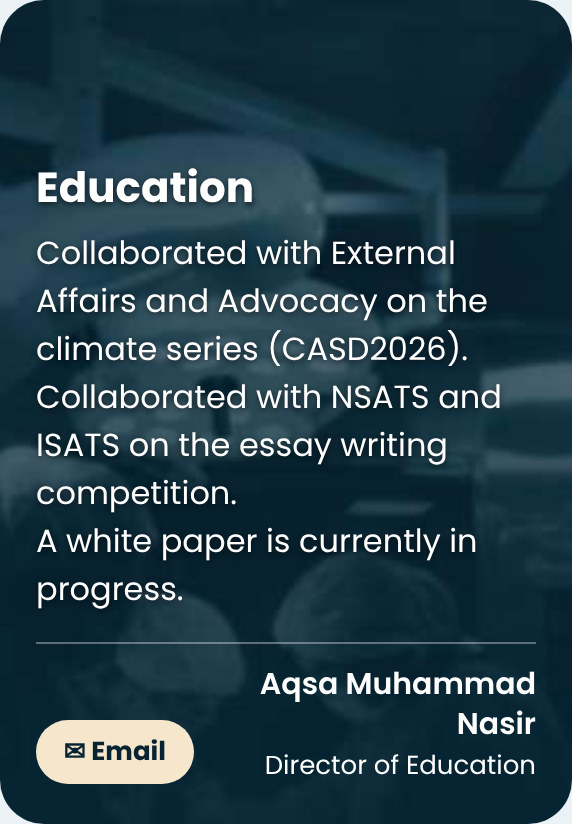 Education
Collaborated with External
Affairs and Advocacy on the
climate series (CASD2026).
Collaborated with NSATS and
ISATS on the essay writing
competition.
A white paper is currently in
progress.
Aqsa Muhammad
Nasir
Director of Education
✉ Email